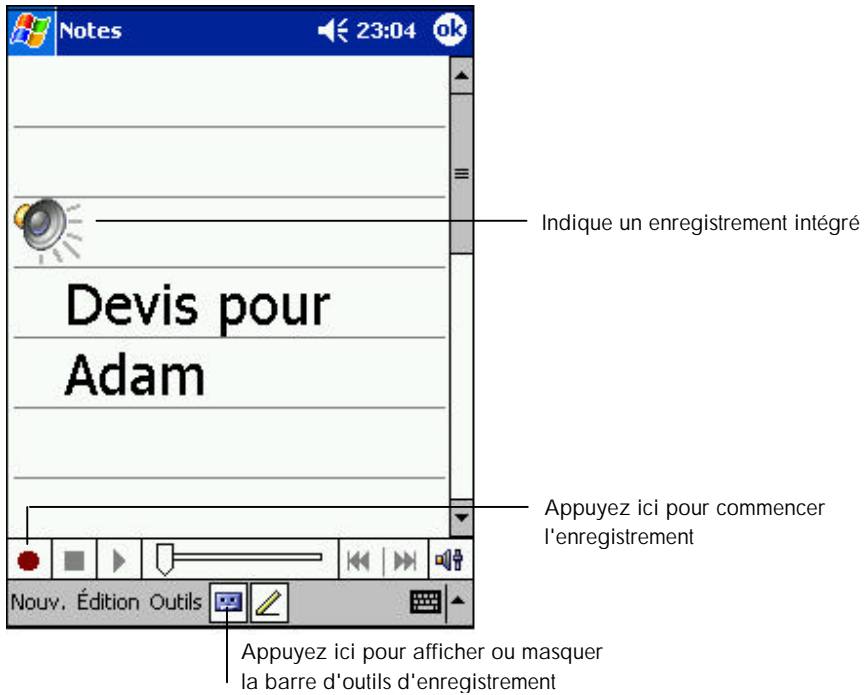 Notes 23:04 ok
Indique un enregistrement intégré
Devis pour
Adam
Appuyez ici pour commencer
l'enregistrement
Nouv. Édition Outils
Appuyez ici pour afficher ou masquer
la barre d'outils d'enregistrement